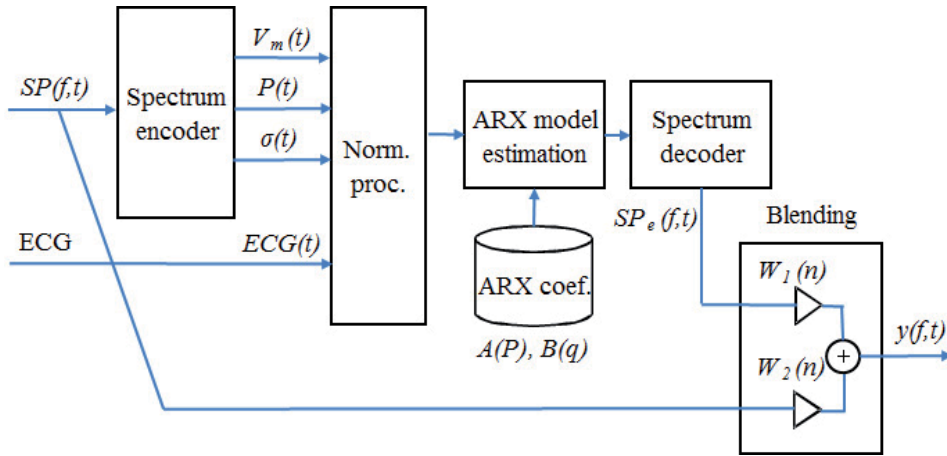 SP(f,t)
Spectrum
encoder
V_m(t)
P(t)
σ(t)
ECG
ECG(t)
Norm.
proc.
ARX model
estimation
ARX coef.
A(P), B(q)
Spectrum
decoder
SP_e(f,t)
Blending
W_1(n)
W_2(n)
+
y(f,t)